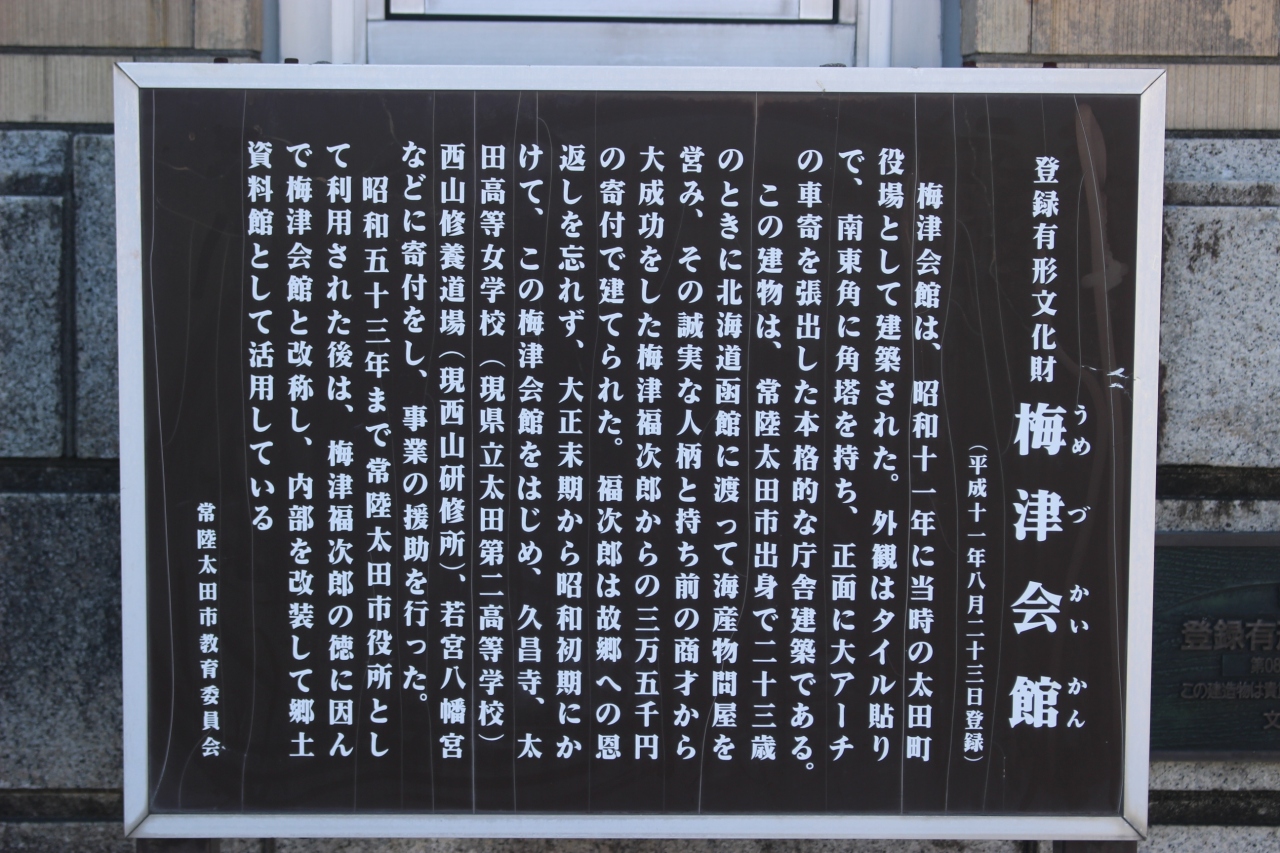 登録有形文化財 梅津会館
うめ づ かい かん
（平成十一年八月二十三日登録）
梅津会館は、昭和十一年に当時の太田町
役場として建築された。外観はタイル貼り
で、南東角に角塔を持ち、正面に大アーチ
の車寄を張出した本格的な庁舎建築である。
この建物は、常陸太田市出身で二十三歳
のときに北海道函館に渡って海産物問屋を
営み、その誠実な人柄と持ち前の商才から
大成功をした梅津福次郎からの三万五千円
の寄付で建てられた。福次郎は故郷への恩
返しを忘れず、大正末期から昭和初期にか
けて、この梅津会館をはじめ、久昌寺、太
田高等女学校（現県立太田第二高等学校）
西山修養道場（現西山研修所）、若宮八幡宮
などに寄付をし、事業の援助を行った。
昭和五十三年まで常陸太田市役所とし
て利用された後は、梅津福次郎の徳に因ん
で梅津会館と改称し、内部を改装して郷土
資料館として活用している
常陸太田市教育委員会
登録有
この建造物は